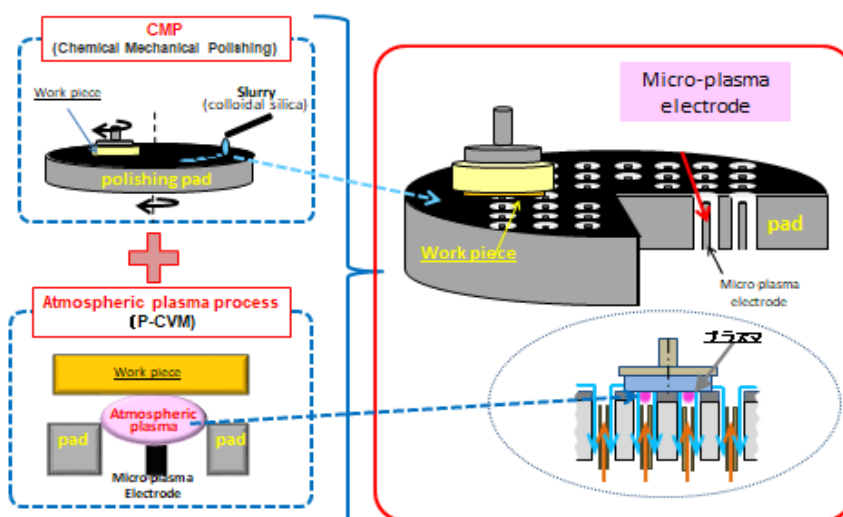 CMP
(Chemical Mechanical Polishing)
Work piece
Slurry
(colloidal silica)
polishing pad
Atmospheric plasma process
(P-CVM)
Work piece
Atmospheric
plasma
pad
pad
Micro-plasma
Electrode
Micro-plasma
electrode
Work piece
pad
Micro-plasma
electrode
プラズマ